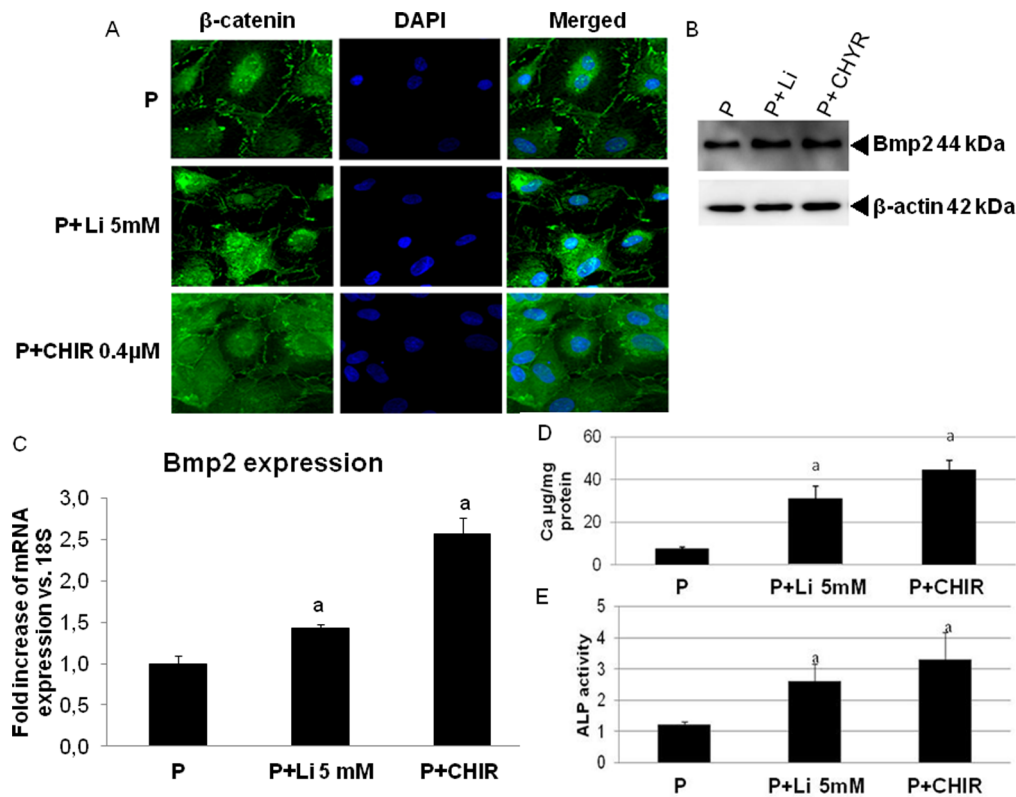 A
β-catenin
DAPI
Merged
P
P+Li 5mM
P+CHIR 0.4µM
B
P
P+Li
P+CHYR
Bmp2 44 kDa
β-actin 42 kDa
C
Bmp2 expression
Fold increase of mRNA
expression vs. 18S
3,0
2,5
2,0
1,5
1,0
0,5
0,0
a
a
P
P+Li 5 mM
P+CHIR
D
Ca µg/mg
protein
60
40
20
0
a
a
P
P+Li 5mM
P+CHIR
E
ALP activity
5
4
3
2
1
0
a
a
P
P+Li 5mM
P+CHIR